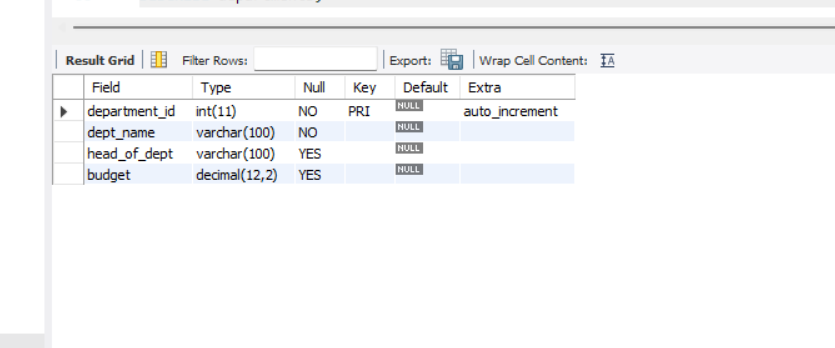 Result Grid Filter Rows: Export: Wrap Cell Content: IA
Field Type Null Key Default Extra
department_id int(11) NO PRI NULL auto_increment
dept_name varchar(100) NO NULL
head_of_dept varchar(100) YES NULL
budget decimal(12,2) YES NULL